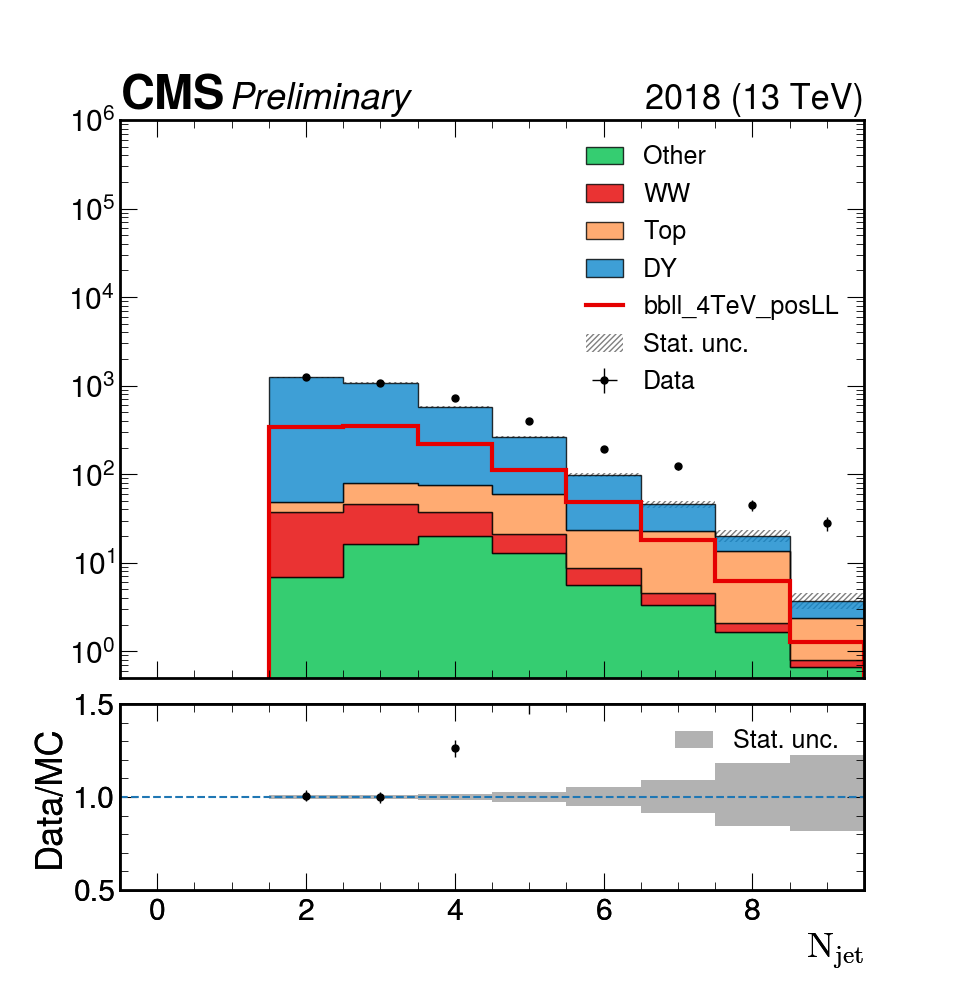 CMS Preliminary 2018 (13 TeV)
10^6
10^5
10^4
10^3
10^2
10^1
10^0
Other
WW
Top
DY
bbll_4TeV_posLL
Stat. unc.
Data
Data/MC
1.5
1.0
0.5
Stat. unc.
0 2 4 6 8
N_jet